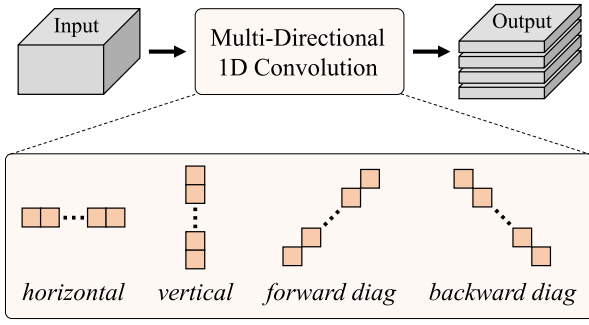 Input
Multi-Directional
1D Convolution
Output
horizontal
vertical
forward diag
backward diag